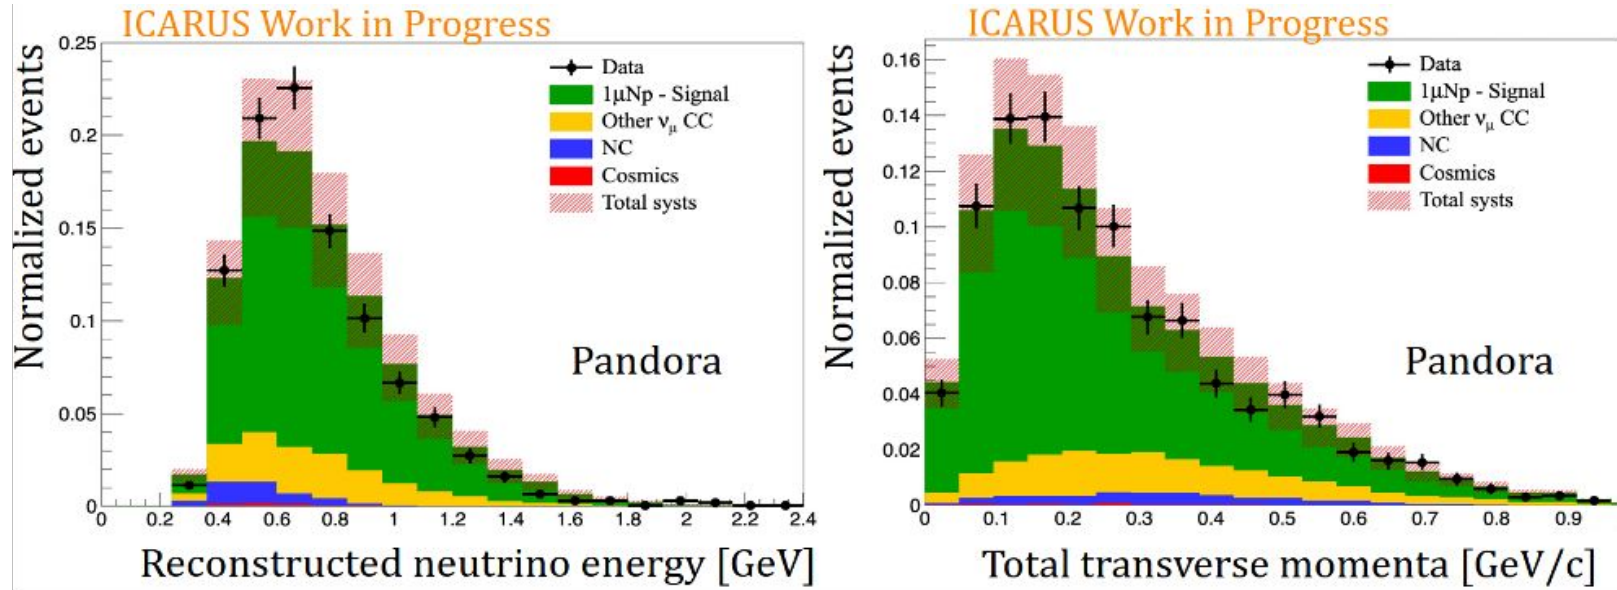 ICARUS Work in Progress
Normalized events
0.25
0.2
0.15
0.1
0.05
0
Data
1μNp - Signal
Other νμ CC
NC
Cosmics
Total systs
Pandora
0 0.2 0.4 0.6 0.8 1 1.2 1.4 1.6 1.8 2 2.2 2.4
Reconstructed neutrino energy [GeV]
ICARUS Work in Progress
Normalized events
0.16
0.14
0.12
0.1
0.08
0.06
0.04
0.02
0
Data
1μNp - Signal
Other νμ CC
NC
Cosmics
Total systs
Pandora
0 0.1 0.2 0.3 0.4 0.5 0.6 0.7 0.8 0.9
Total transverse momenta [GeV/c]